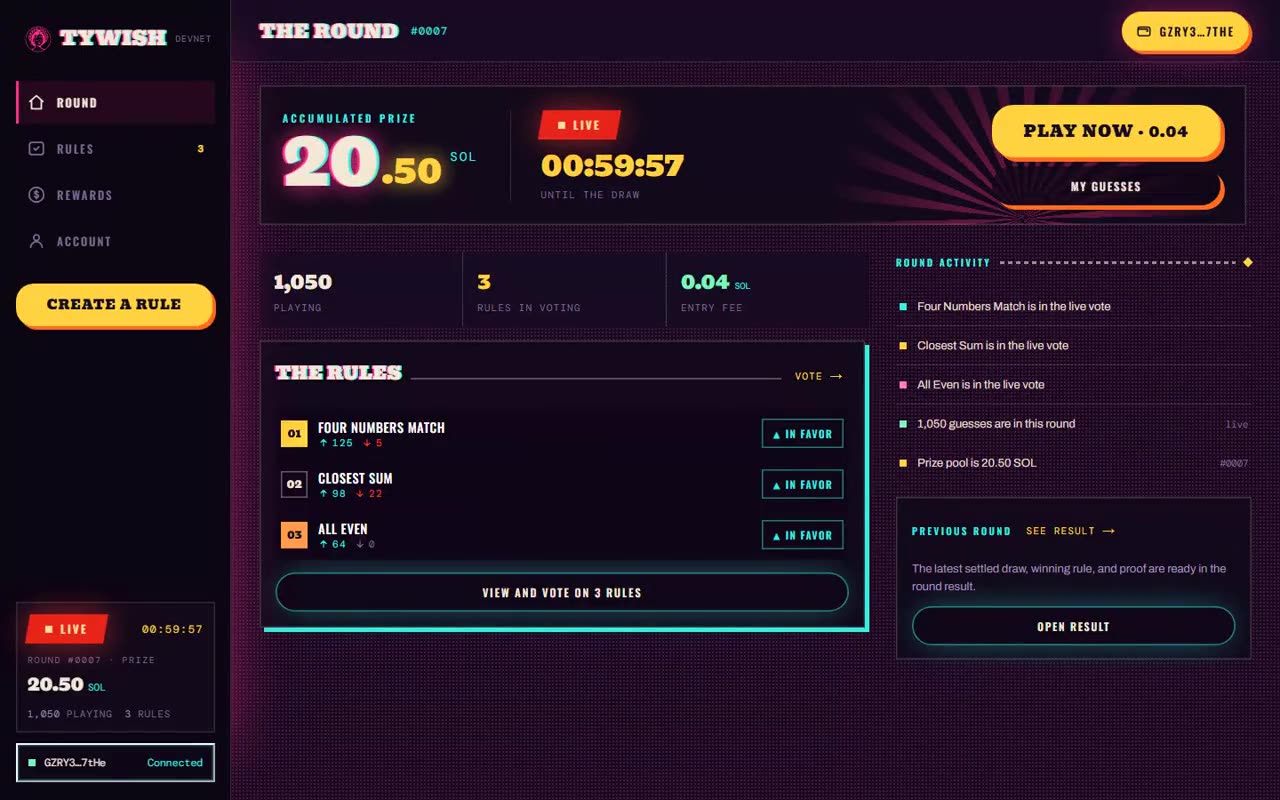 TYWISH DEVNET
ROUND
RULES 3
REWARDS
ACCOUNT
CREATE A RULE
LIVE 00:59:57
ROUND #0007 · PRIZE
20.50 SOL
1,050 PLAYING 3 RULES
GZRY3…7tHe Connected
THE ROUND #0007
GZRY3…7THE
ACCUMULATED PRIZE
20.50 SOL
LIVE
00:59:57
UNTIL THE DRAW
PLAY NOW · 0.04
MY GUESSES
1,050
PLAYING
3
RULES IN VOTING
0.04 SOL
ENTRY FEE
THE RULES VOTE →
01 FOUR NUMBERS MATCH
↑ 125 ↓ 5
▲ IN FAVOR
02 CLOSEST SUM
↑ 98 ↓ 22
▲ IN FAVOR
03 ALL EVEN
↑ 64 ↓ 0
▲ IN FAVOR
VIEW AND VOTE ON 3 RULES
ROUND ACTIVITY
Four Numbers Match is in the live vote
Closest Sum is in the live vote
All Even is in the live vote
1,050 guesses are in this round live
Prize pool is 20.50 SOL #0007
PREVIOUS ROUND SEE RESULT →
The latest settled draw, winning rule, and proof are ready in the
round result.
OPEN RESULT